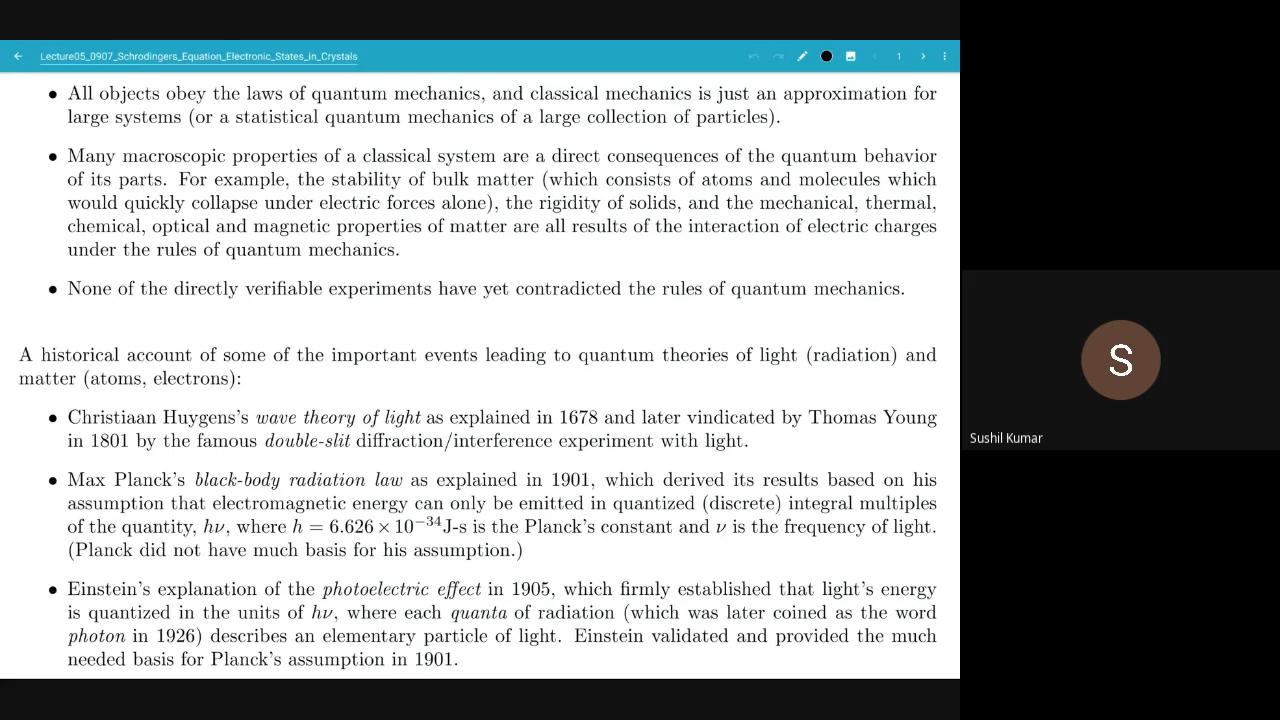 Lecture05_0907_Schrodingers_Equation_Electronic_States_in_Crystals
1
• All objects obey the laws of quantum mechanics, and classical mechanics is just an approximation for
large systems (or a statistical quantum mechanics of a large collection of particles).
• Many macroscopic properties of a classical system are a direct consequences of the quantum behavior
of its parts. For example, the stability of bulk matter (which consists of atoms and molecules which
would quickly collapse under electric forces alone), the rigidity of solids, and the mechanical, thermal,
chemical, optical and magnetic properties of matter are all results of the interaction of electric charges
under the rules of quantum mechanics.
• None of the directly verifiable experiments have yet contradicted the rules of quantum mechanics.
A historical account of some of the important events leading to quantum theories of light (radiation) and
matter (atoms, electrons):
• Christiaan Huygens's wave theory of light as explained in 1678 and later vindicated by Thomas Young
in 1801 by the famous double-slit diffraction/interference experiment with light.
• Max Planck's black-body radiation law as explained in 1901, which derived its results based on his
assumption that electromagnetic energy can only be emitted in quantized (discrete) integral multiples
of the quantity, hν, where h = 6.626 × 10⁻³⁴J-s is the Planck's constant and ν is the frequency of light.
(Planck did not have much basis for his assumption.)
• Einstein's explanation of the photoelectric effect in 1905, which firmly established that light's energy
is quantized in the units of hν, where each quanta of radiation (which was later coined as the word
photon in 1926) describes an elementary particle of light. Einstein validated and provided the much
needed basis for Planck's assumption in 1901.
S
Sushil Kumar